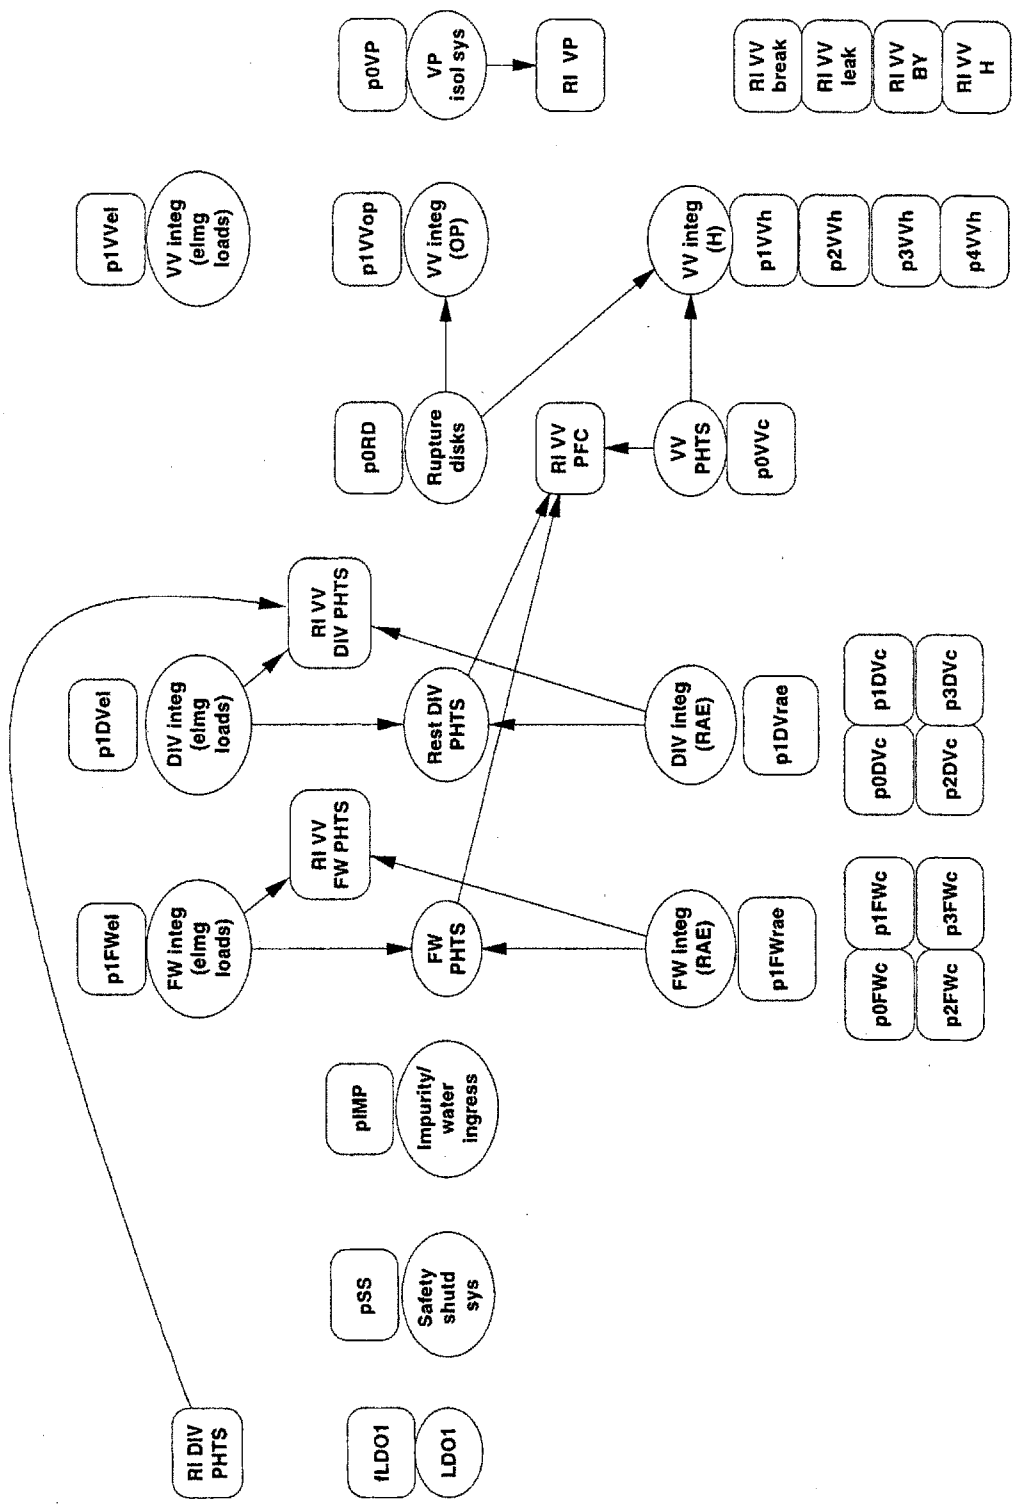 RI DIV
PHTS
fLDO1
LDO1
pSS
Safety
shutd
sys
pIMP
Impurity/
water
ingress
p1FWel
FW integ
(elmg
loads)
RI VV
FW PHTS
FW
PHTS
FW integ
(RAE)
p1FWrae
p0FWc
p1FWc
p2FWc
p3FWc
p1DVel
DIV integ
(elmg
loads)
RI VV
DIV PHTS
Rest DIV
PHTS
DIV integ
(RAE)
p1DVrae
p0DVc
p1DVc
p2DVc
p3DVc
p0RD
Rupture
disks
RI VV
PFC
VV
PHTS
p0VVc
p1VVel
VV integ
(elmg
loads)
p1VVop
VV integ
(OP)
VV integ
(H)
p1VVh
p2VVh
p3VVh
p4VVh
p0VP
VP
isol sys
RI VP
RI VV
break
RI VV
leak
RI VV
BY
RI VV
H